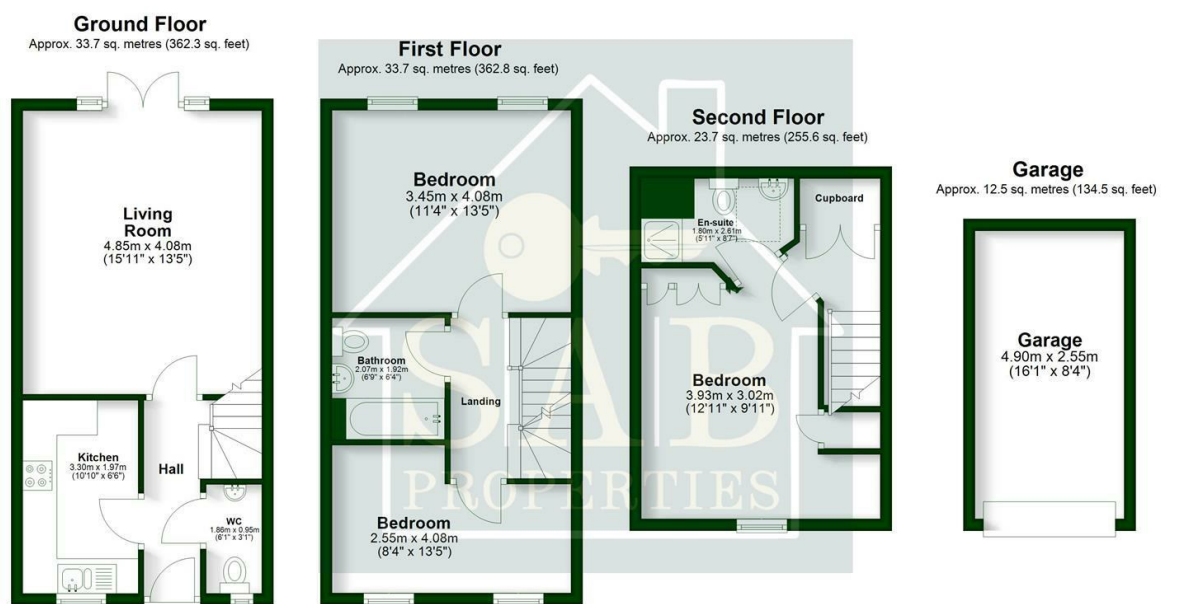 Ground Floor
Approx. 33.7 sq. metres (362.3 sq. feet)
Living
Room
4.85m x 4.08m
(15'11" x 13'5")
Kitchen
3.30m x 1.97m
(10'10" x 6'6")
Hall
WC
1.86m x 0.95m
(6'1" x 3'1")
First Floor
Approx. 33.7 sq. metres (362.8 sq. feet)
Bedroom
3.45m x 4.08m
(11'4" x 13'5")
Bathroom
2.07m x 1.92m
(6'9" x 6'4")
Landing
Bedroom
2.55m x 4.08m
(8'4" x 13'5")
Second Floor
Approx. 23.7 sq. metres (255.6 sq. feet)
En-suite
1.80m x 2.61m
(5'11" x 8'7")
Cupboard
Bedroom
3.93m x 3.02m
(12'11" x 9'11")
Garage
Approx. 12.5 sq. metres (134.5 sq. feet)
Garage
4.90m x 2.55m
(16'1" x 8'4")
SAB
PROPERTIES